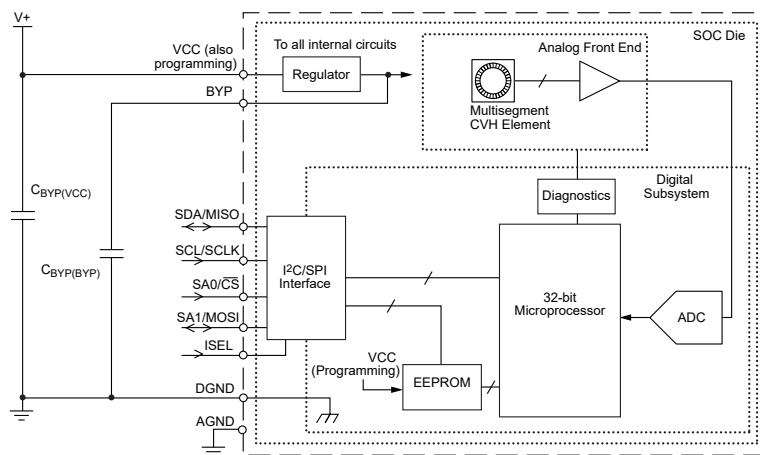 V+
VCC (also
programming)
To all internal circuits
Regulator
BYP
Analog Front End
SOC Die
Multisegment
CVH Element
Digital
Subsystem
Diagnostics
CBYP(VCC)
CBYP(BYP)
SDA/MISO
SCL/SCLK
SA0/C̅S̅
SA1/MOSI
ISEL
I²C/SPI
Interface
32-bit
Microprocessor
ADC
VCC
(Programming)
EEPROM
DGND
AGND